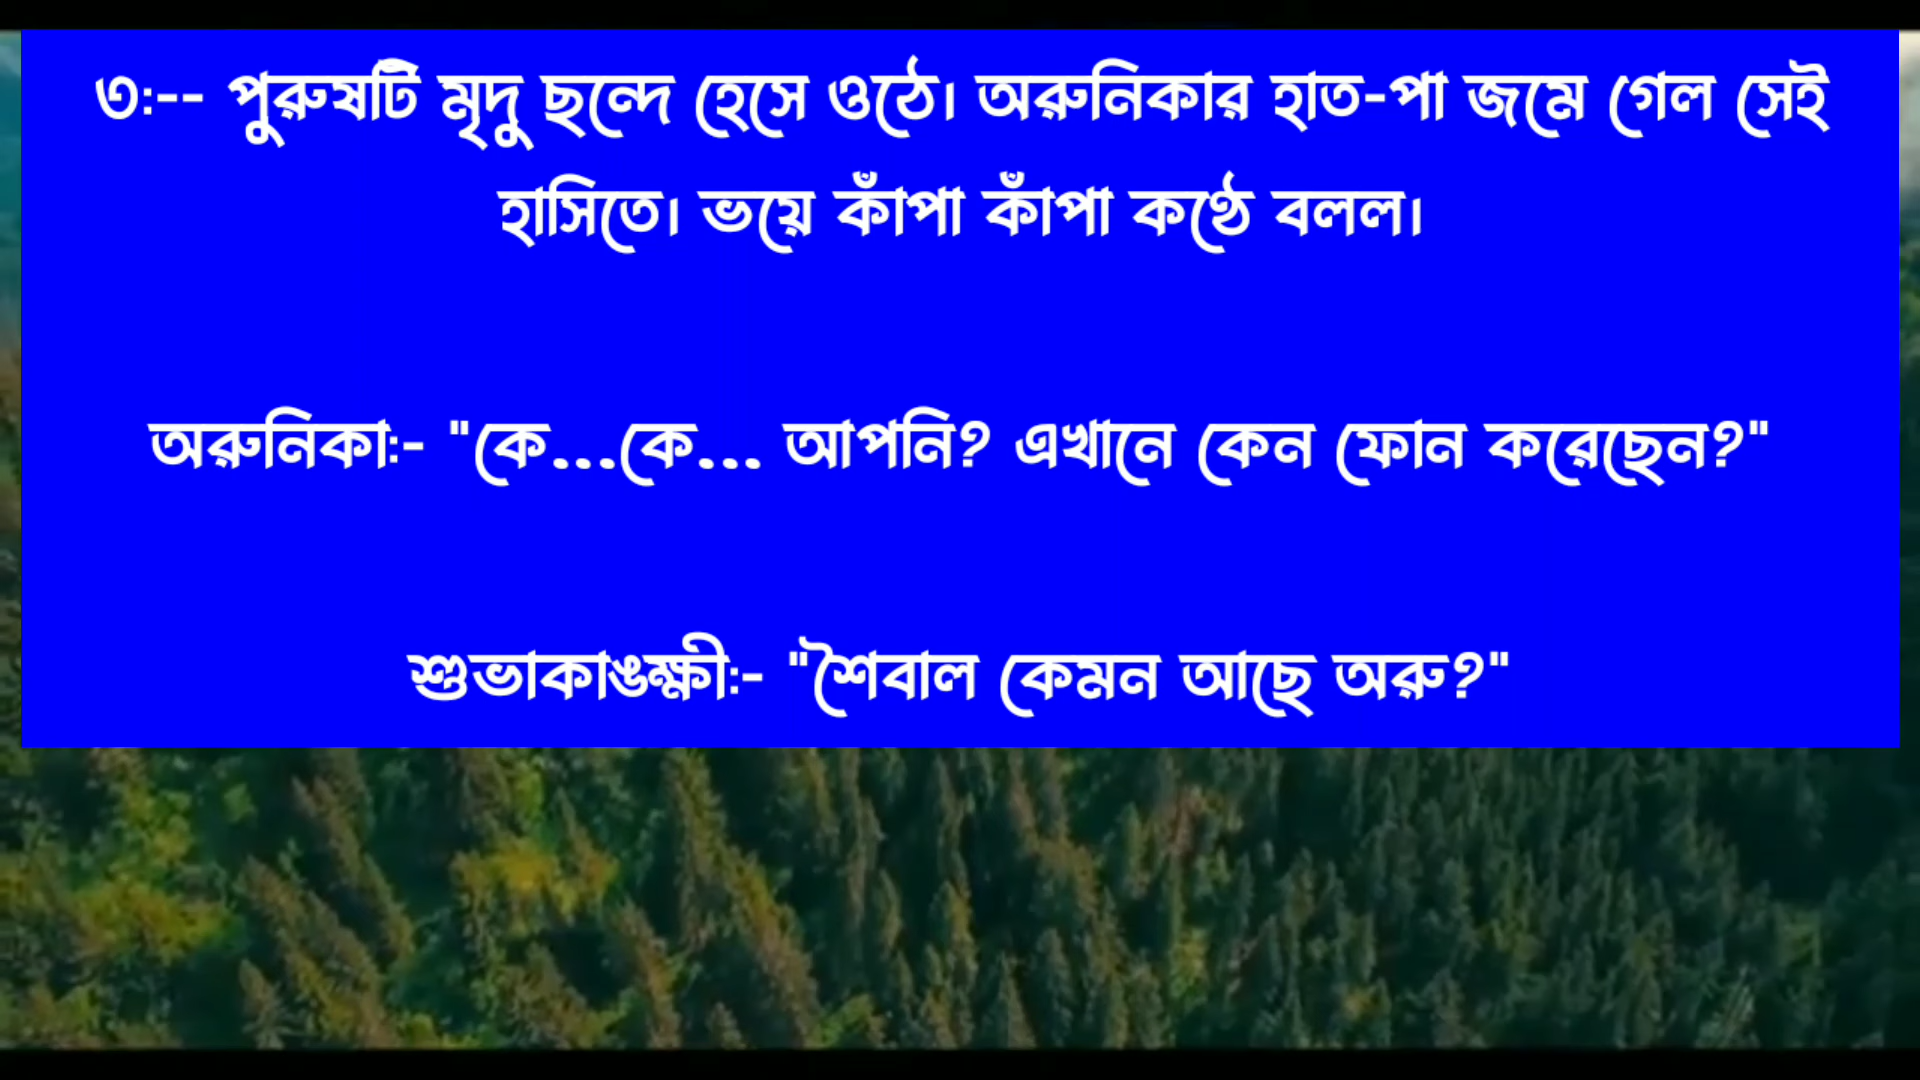 ৩ঃ-- পুরুষটি মৃদু ছন্দে হেসে ওঠে। অরুনিকার হাত-পা জমে গেল সেই
হাসিতে। ভয়ে কাঁপা কাঁপা কণ্ঠে বলল।
অরুনিকাঃ- "কে...কে... আপনি? এখানে কেন ফোন করেছেন?"
শুভাকাঙ্ক্ষীঃ- "শৈবাল কেমন আছে অরু?"